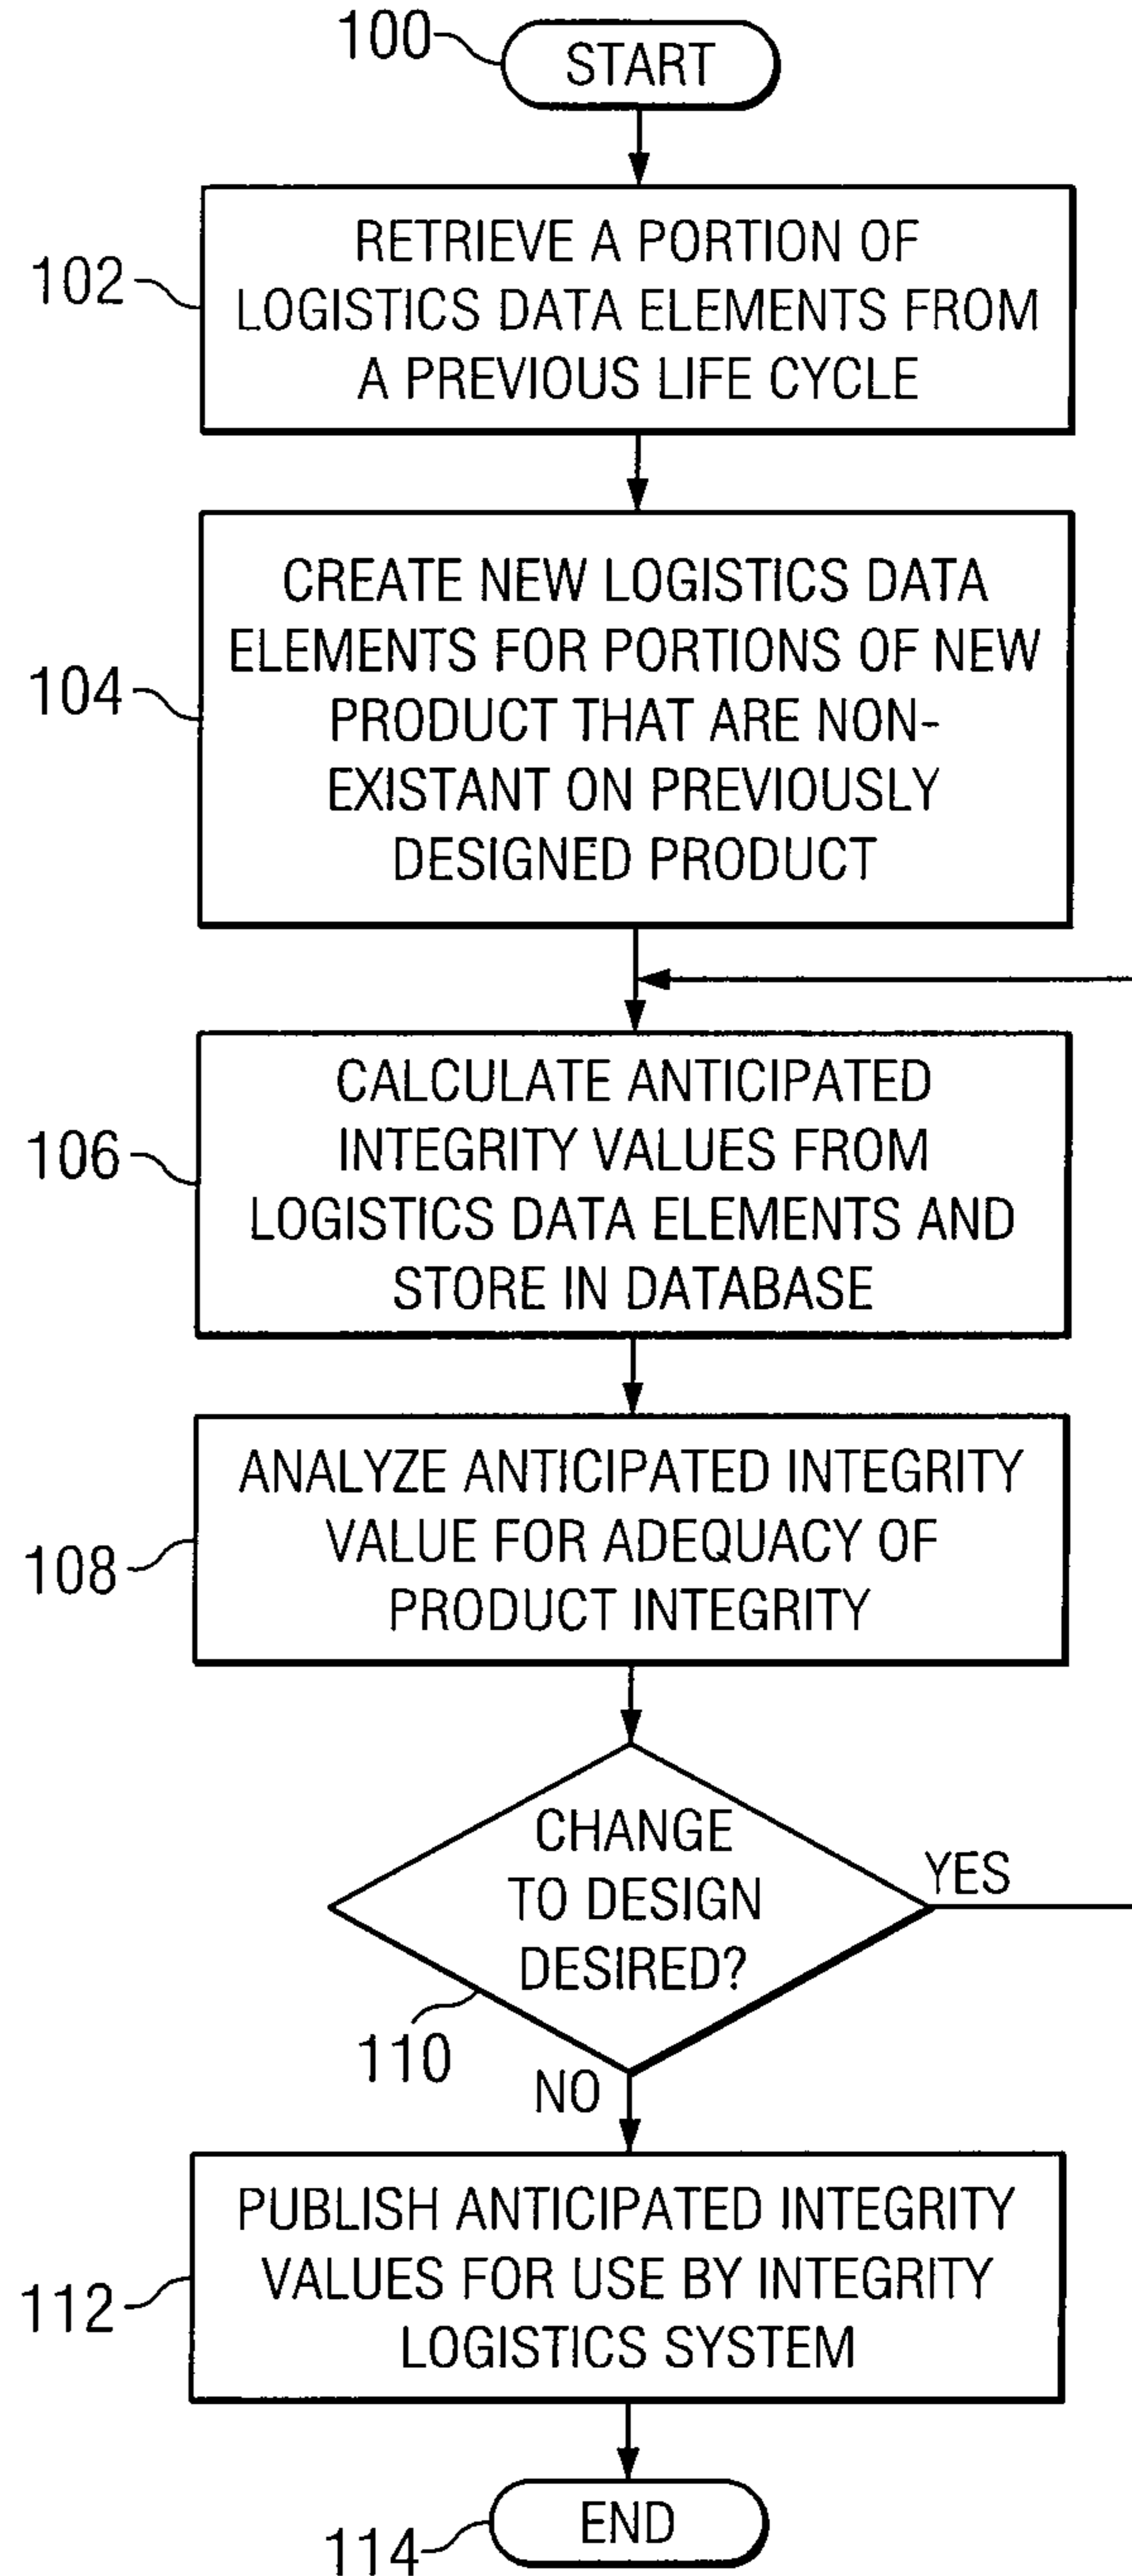 100
START
102
RETRIEVE A PORTION OF
LOGISTICS DATA ELEMENTS FROM
A PREVIOUS LIFE CYCLE
104
CREATE NEW LOGISTICS DATA
ELEMENTS FOR PORTIONS OF NEW
PRODUCT THAT ARE NON-
EXISTANT ON PREVIOUSLY
DESIGNED PRODUCT
106
CALCULATE ANTICIPATED
INTEGRITY VALUES FROM
LOGISTICS DATA ELEMENTS AND
STORE IN DATABASE
108
ANALYZE ANTICIPATED INTEGRITY
VALUE FOR ADEQUACY OF
PRODUCT INTEGRITY
CHANGE
TO DESIGN
DESIRED?
YES
110
NO
112
PUBLISH ANTICIPATED INTEGRITY
VALUES FOR USE BY INTEGRITY
LOGISTICS SYSTEM
114
END